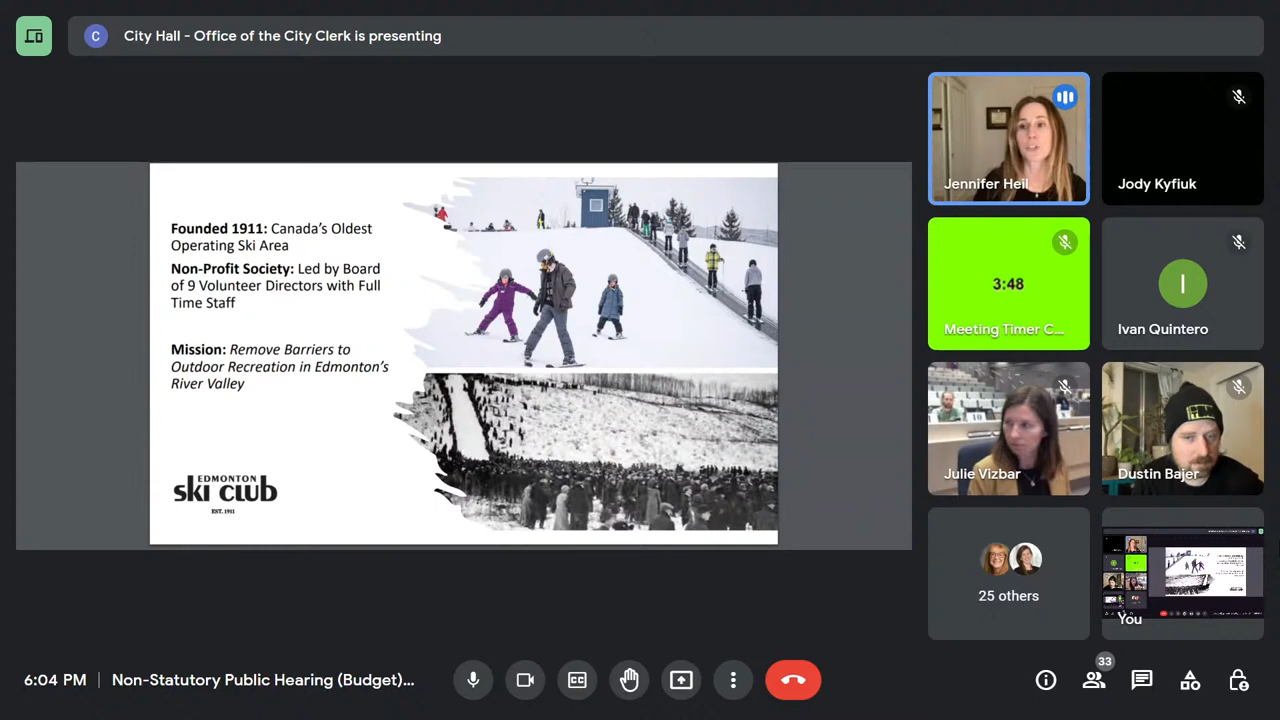 C
City Hall - Office of the City Clerk is presenting
Founded 1911: Canada's Oldest
Operating Ski Area
Non-Profit Society: Led by Board
of 9 Volunteer Directors with Full
Time Staff
Mission: Remove Barriers to
Outdoor Recreation in Edmonton's
River Valley
EDMONTON
ski club
EST. 1911
Jennifer Heil
Jody Kyfiuk
3:48
Meeting Timer C...
I
Ivan Quintero
Julie Vizbar
Dustin Bajer
25 others
You
6:04 PM
Non-Statutory Public Hearing (Budget)...
CC
33